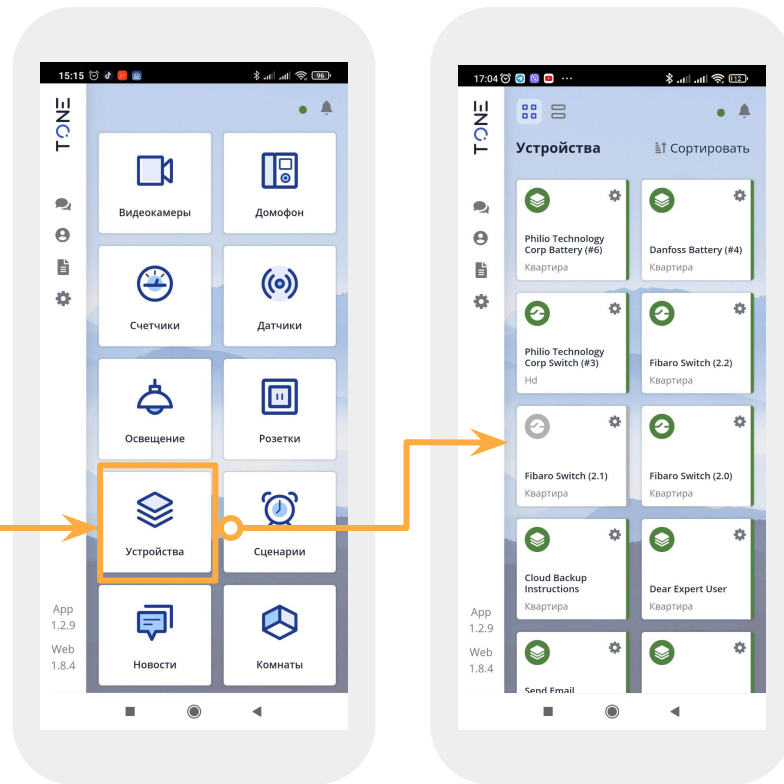 15:15
96
TONE
Видеокамеры
Домофон
Счетчики
Датчики
Освещение
Розетки
Устройства
Сценарии
Новости
Комнаты
App
1.2.9
Web
1.8.4
17:04
12
TONE
Устройства
Сортировать
Philio Technology
Corp Battery (#6)
Квартира
Danfoss Battery (#4)
Квартира
Philio Technology
Corp Switch (#3)
Hd
Fibaro Switch (2.2)
Квартира
Fibaro Switch (2.1)
Квартира
Fibaro Switch (2.0)
Квартира
Cloud Backup
Instructions
Квартира
Dear Expert User
Квартира
Send Email
App
1.2.9
Web
1.8.4